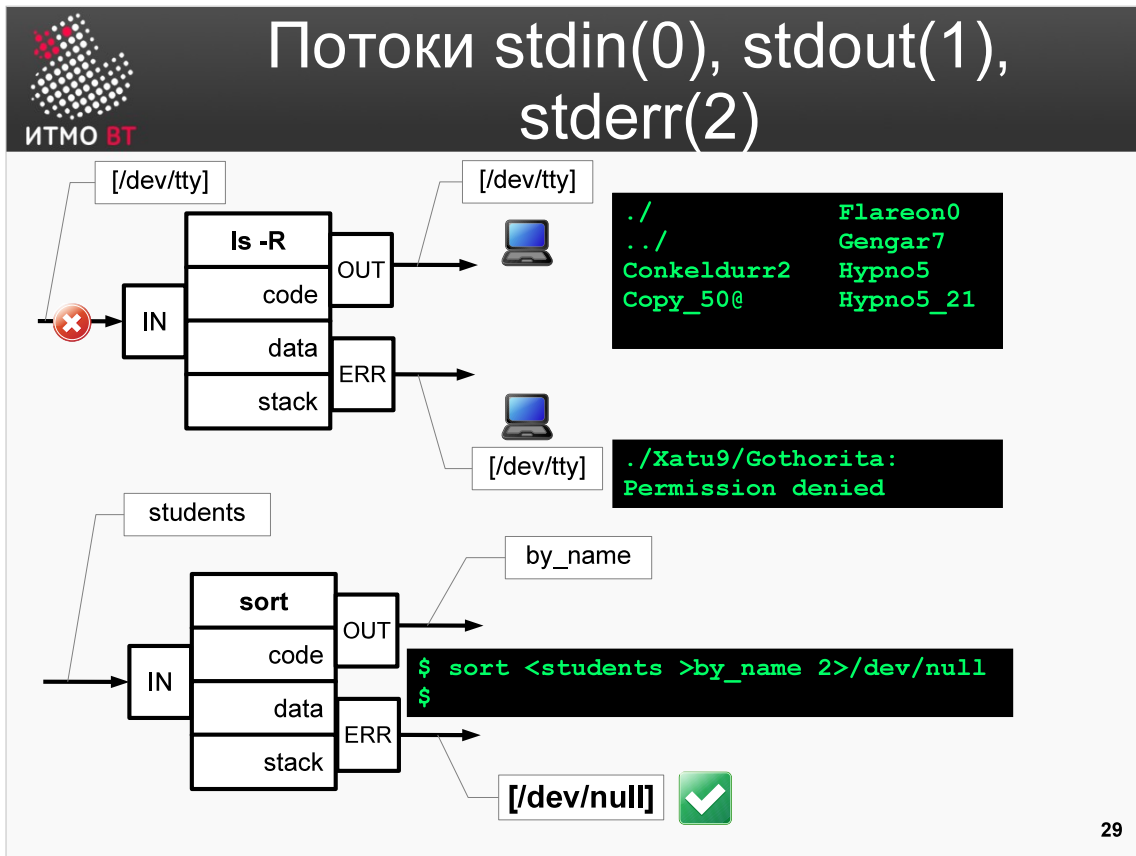 Потоки stdin(0), stdout(1),
stderr(2)
ИТМО ВТ
[/dev/tty]
[/dev/tty]
ls -R
code
data
stack
IN
OUT
ERR
./ Flareon0
../ Gengar7
Conkeldurr2 Hypno5
Copy_50@ Hypno5_21
[/dev/tty]
./Xatu9/Gothorita:
Permission denied
students
by_name
sort
code
data
stack
IN
OUT
ERR
$ sort <students >by_name 2>/dev/null
$
[/dev/null]
29